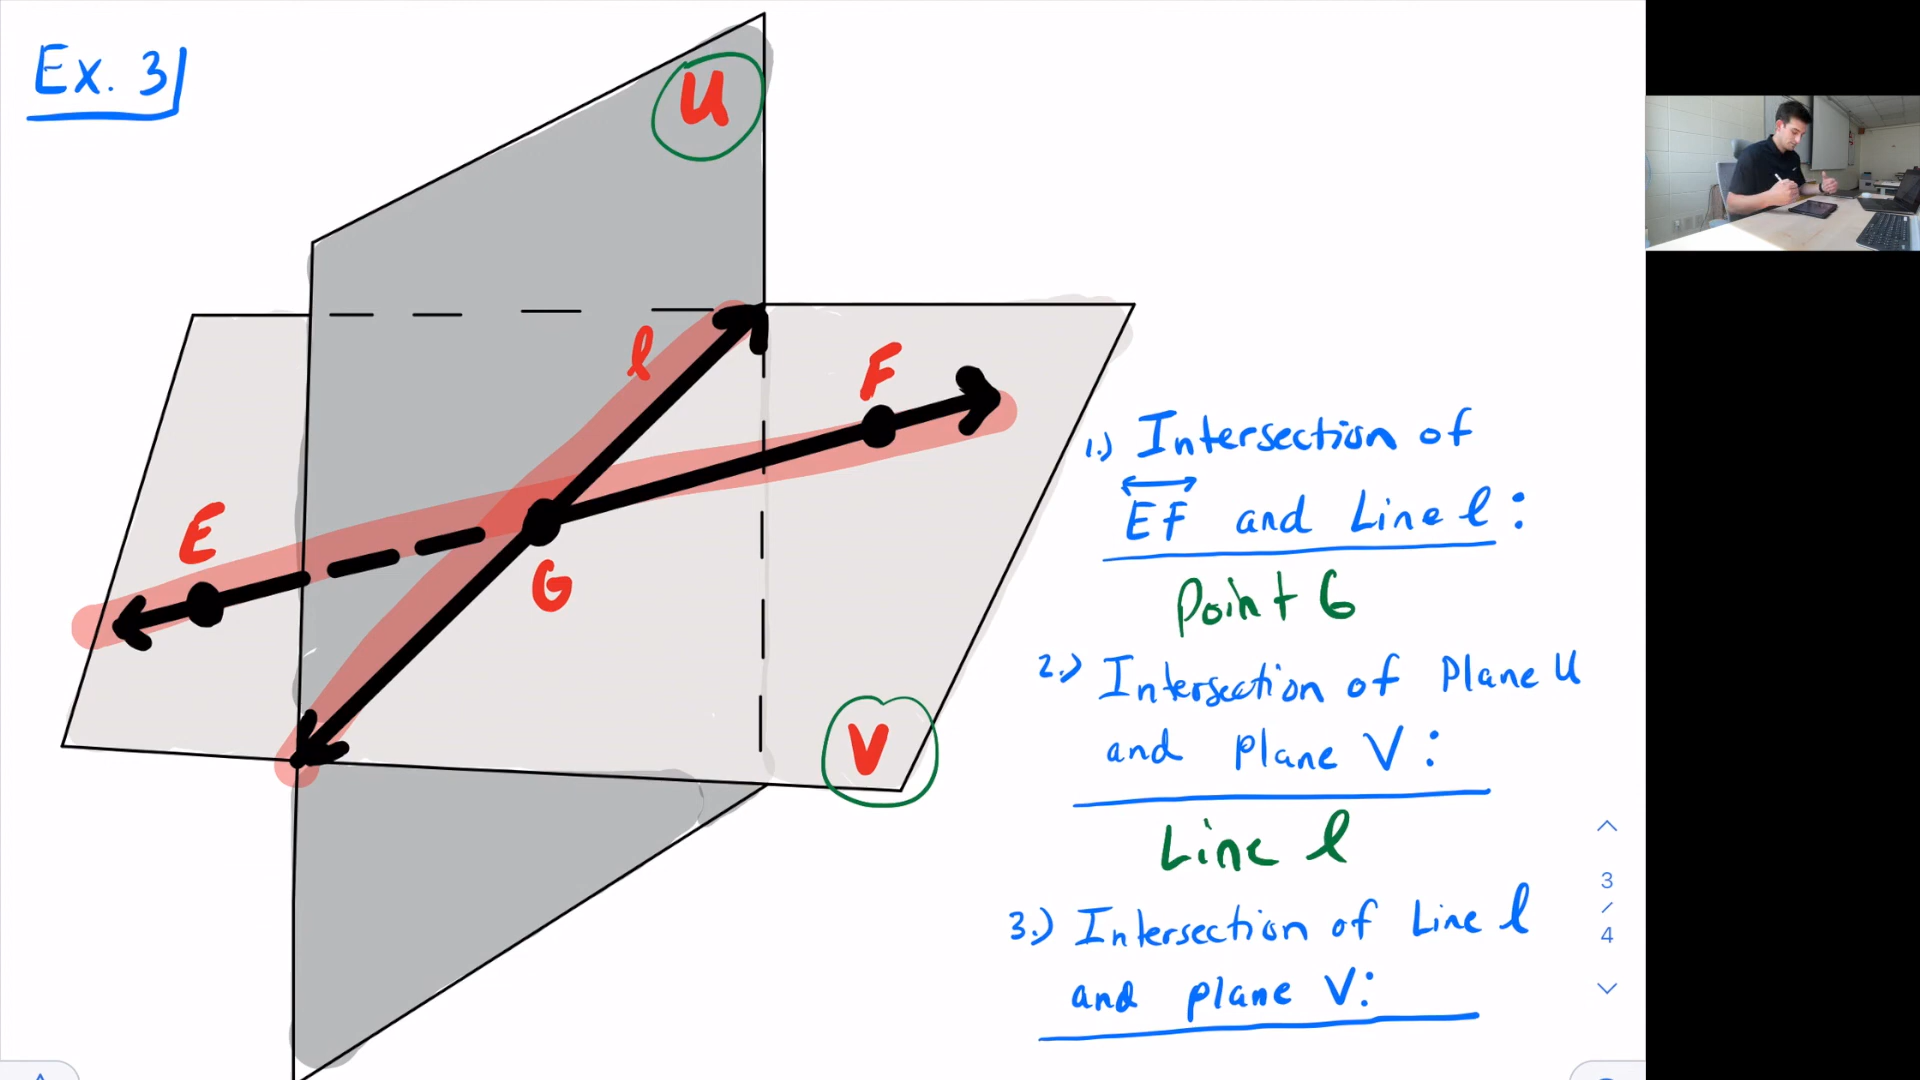 Ex. 3
U
l
F
E
G
V
1.) Intersection of
EF and Line l:
Point G
2.) Intersection of Plane U
and plane V:
Line l
3.) Intersection of Line l
and plane V:
3
/
4